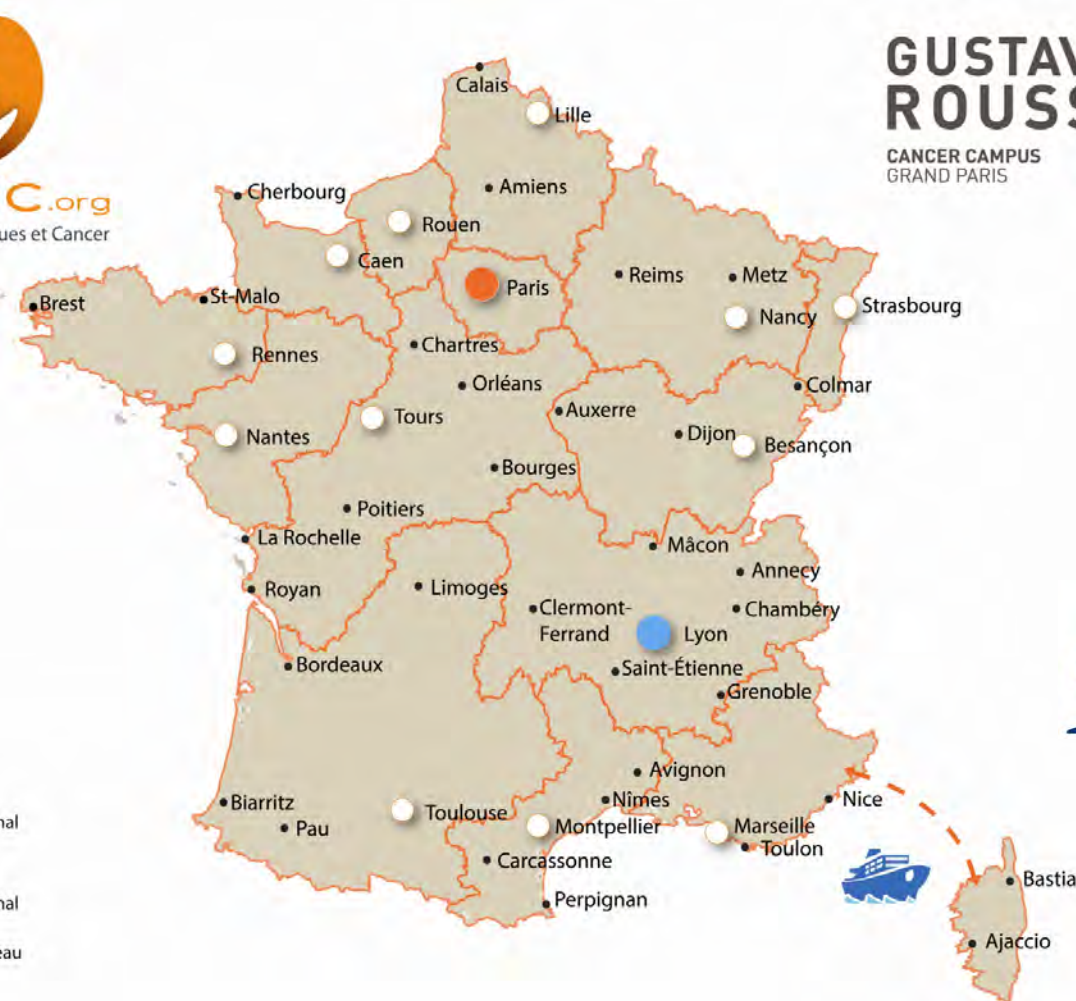 GUSTAV
ROUSS
CANCER CAMPUS
GRAND PARIS
C.org
ues et Cancer
Calais
Lille
Amiens
Cherbourg
Rouen
Caen
Reims
Metz
Paris
Brest
St-Malo
Strasbourg
Nancy
Chartres
Rennes
Orléans
Colmar
Auxerre
Tours
Dijon
Nantes
Besançon
Bourges
Poitiers
La Rochelle
Mâcon
Annecy
Royan
Limoges
Clermont-
Ferrand
Chambéry
Lyon
Bordeaux
Saint-Étienne
Grenoble
Avignon
Biarritz
Nîmes
Nice
Toulouse
Pau
Montpellier
Marseille
Toulon
Carcassonne
Bastia
Perpignan
Ajaccio
nal
nal
eau